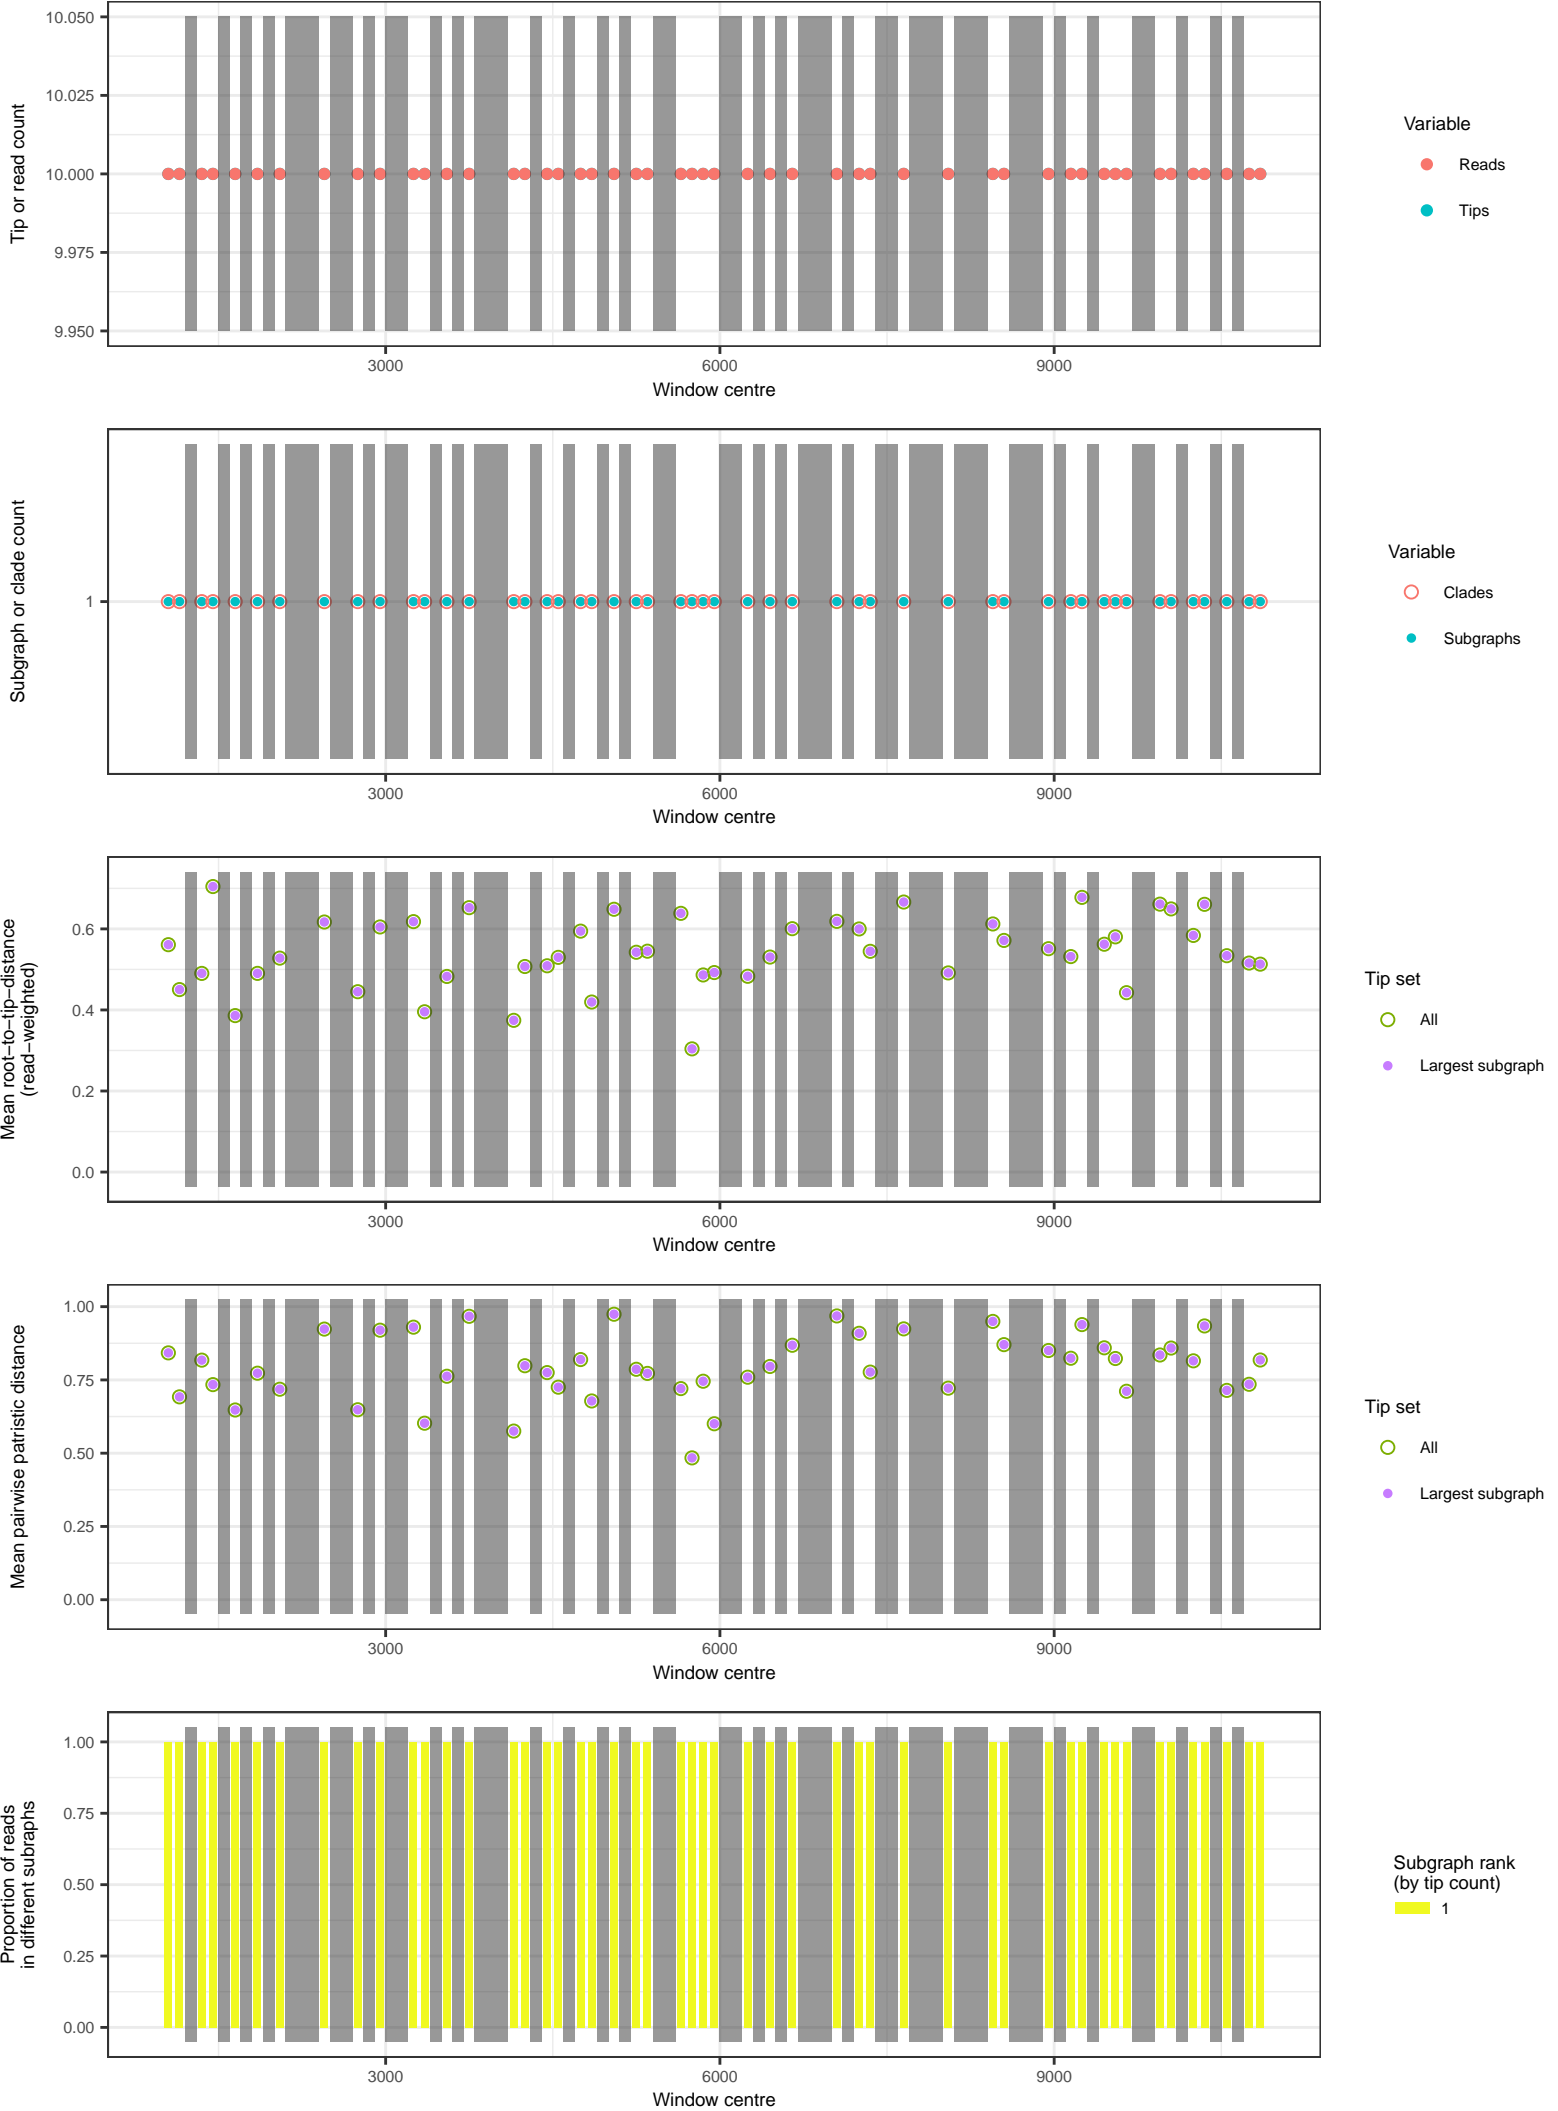 10.050
10.025
10.000
9.975
9.950
Tip or read count
3000
6000
9000
Window centre
Variable
Reads
Tips
1
Subgraph or clade count
3000
6000
9000
Window centre
Variable
Clades
Subgraphs
0.6
0.4
0.2
0.0
Mean root−to−tip−distance
(read−weighted)
3000
6000
9000
Window centre
Tip set
All
Largest subgraph
1.00
0.75
0.50
0.25
0.00
Mean pairwise patristic distance
3000
6000
9000
Window centre
Tip set
All
Largest subgraph
1.00
0.75
0.50
0.25
0.00
Proportion of reads
in different subraphs
3000
6000
9000
Window centre
Subgraph rank
(by tip count)
1